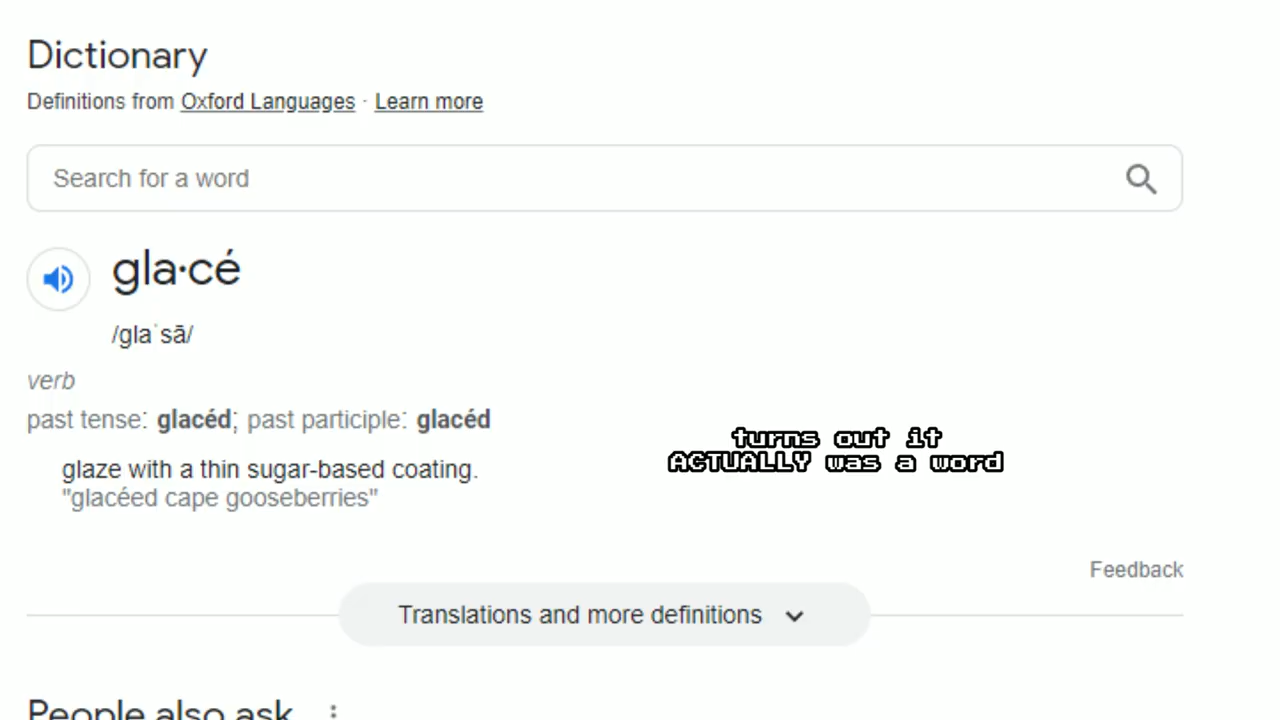 Dictionary
Definitions from Oxford Languages · Learn more
Search for a word
gla·cé
/ɡlaˈsā/
verb
past tense: glacéd; past participle: glacéd
glaze with a thin sugar-based coating.
"glacéed cape gooseberries"
turns out it
ACTUALLY was a word
Feedback
Translations and more definitions
People also ask